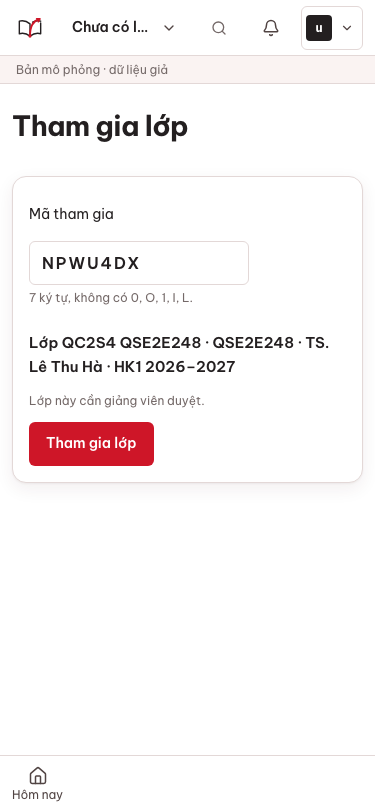 Chưa có l...
u
Bản mô phỏng · dữ liệu giả
Tham gia lớp
Mã tham gia
NPWU4DX
7 ký tự, không có 0, O, 1, I, L.
Lớp QC2S4 QSE2E248 · QSE2E248 · TS.
Lê Thu Hà · HK1 2026–2027
Lớp này cần giảng viên duyệt.
Tham gia lớp
Hôm nay